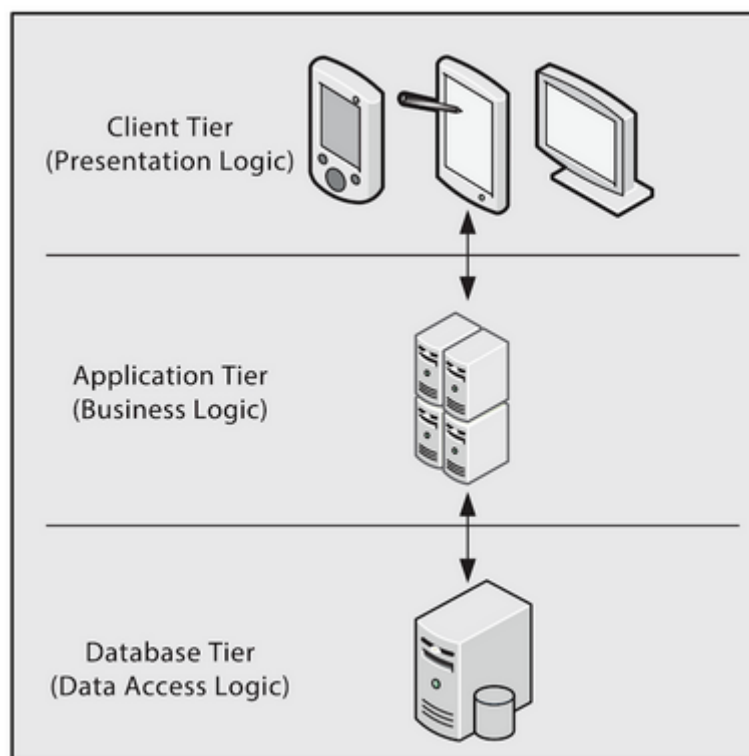 Client Tier
(Presentation Logic)
Application Tier
(Business Logic)
Database Tier
(Data Access Logic)